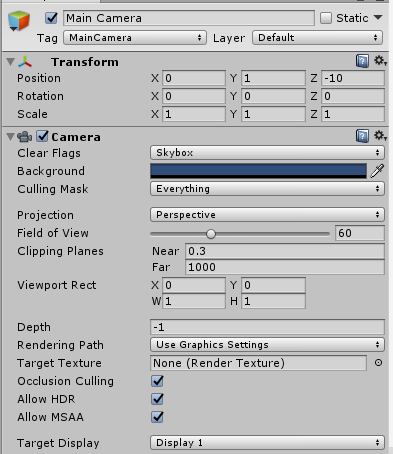 Main Camera Static
Tag MainCamera Layer Default
Transform
Position X 0 Y 1 Z -10
Rotation X 0 Y 0 Z 0
Scale X 1 Y 1 Z 1
Camera
Clear Flags Skybox
Background
Culling Mask Everything
Projection Perspective
Field of View 60
Clipping Planes Near 0.3
Far 1000
Viewport Rect X 0 Y 0
W 1 H 1
Depth -1
Rendering Path Use Graphics Settings
Target Texture None (Render Texture)
Occlusion Culling
Allow HDR
Allow MSAA
Target Display Display 1